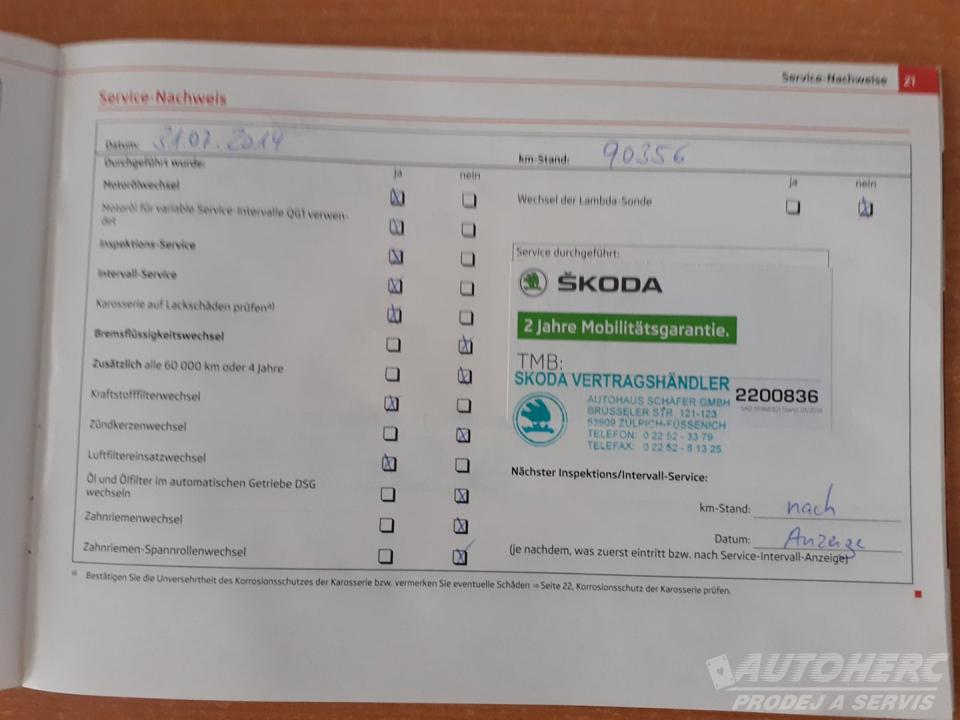 Service-Nachweise 21
Service-Nachweis
Datum: 31.07.2014
km-Stand: 90356
Durchgeführt wurde:
ja nein
Motorölwechsel
Motoröl für variable Service-Intervalle QG1 verwen-
det
Inspektions-Service
Intervall-Service
Karosserie auf Lackschäden prüfena)
Bremsflüssigkeitswechsel
Zusätzlich alle 60 000 km oder 4 Jahre
Kraftstofffilterwechsel
Zündkerzenwechsel
Luftfiltereinsatzwechsel
Öl und Ölfilter im automatischen Getriebe DSG
wechseln
Zahnriemenwechsel
Zahnriemen-Spannrollenwechsel
ja nein
Wechsel der Lambda-Sonde
Service durchgeführt:
ŠKODA
2 Jahre Mobilitätsgarantie.
TMB:
SKODA VERTRAGSHÄNDLER
AUTOHAUS SCHÄFER GMBH
BRÜSSELER STR. 121-123
53909 ZÜLPICH-FÜSSENICH
TELEFON: 0 22 52 - 33 79
TELEFAX: 0 22 52 - 8 13 25
2200836
Nächster Inspektions/Intervall-Service:
km-Stand: nach
Datum: Anzeige
(je nachdem, was zuerst eintritt bzw. nach Service-Intervall-Anzeige)
a) Bestätigen Sie die Unversehrtheit des Korrosionsschutzes der Karosserie bzw. vermerken Sie eventuelle Schäden ⇒ Seite 22, Korrosionsschutz der Karosserie prüfen.
AUTOHERC
PRODEJ A SERVIS